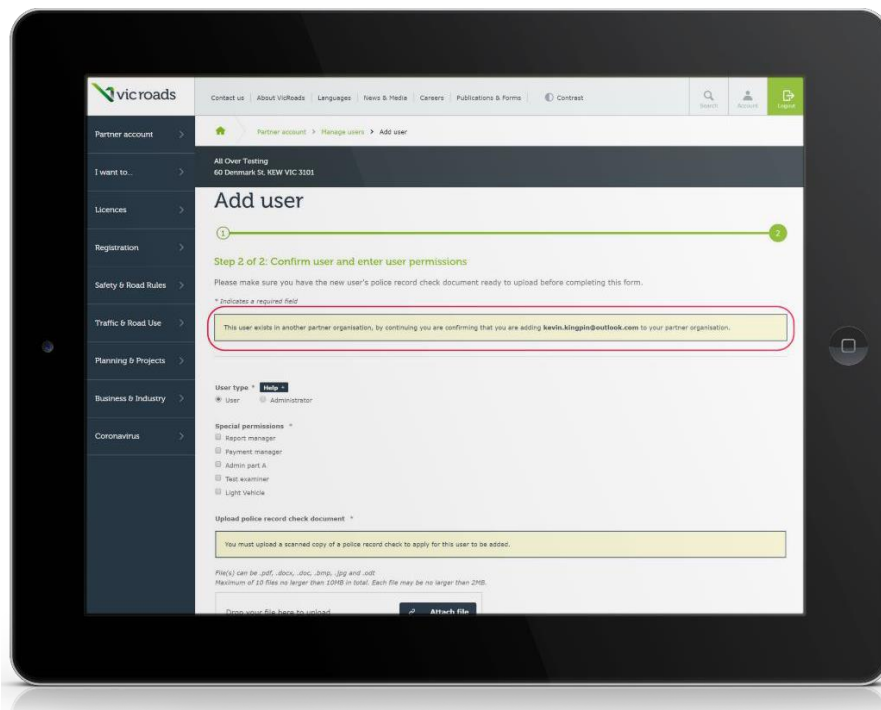 vicroads
Contact us About VicRoads Languages News & Media Careers Publications & Forms Contrast
Search Account Logout
Partner account
I want to...
Licences
Registration
Safety & Road Rules
Traffic & Road Use
Planning & Projects
Business & Industry
Coronavirus
Partner account > Manage users > Add user
All Over Testing
60 Denmark St, KEW VIC 3101
Add user
1 2
Step 2 of 2: Confirm user and enter user permissions
Please make sure you have the new user's police record check document ready to upload before completing this form.
* Indicates a required field
This user exists in another partner organisation, by continuing you are confirming that you are adding kevin.kingpin@outlook.com to your partner organisation.
User type * Help
User Administrator
Special permissions *
Report manager
Payment manager
Admin part A
Test examiner
Light Vehicle
Upload police record check document *
You must upload a scanned copy of a police record check to apply for this user to be added.
File(s) can be .pdf, .docx, .doc, .bmp, .jpg and .odt
Maximum of 10 files no larger than 10MB in total. Each file may be no larger than 2MB.
Drop your file here to upload Attach file